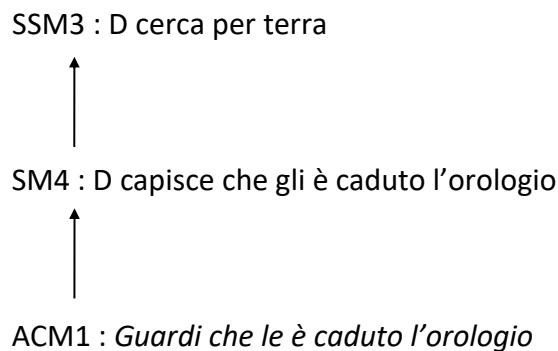 SSM3 : D cerca per terra
SM4 : D capisce che gli è caduto l’orologio
ACM1 : Guardi che le è caduto l’orologio